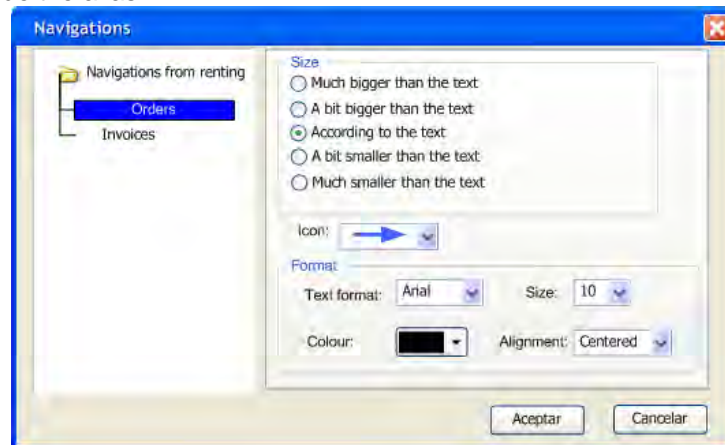 Navigations
Navigations from renting
Orders
Invoices
Size
Much bigger than the text
A bit bigger than the text
According to the text
A bit smaller than the text
Much smaller than the text
Icon:
Format
Text format: Arial Size: 10
Colour: Alignment: Centered
Aceptar Cancelar